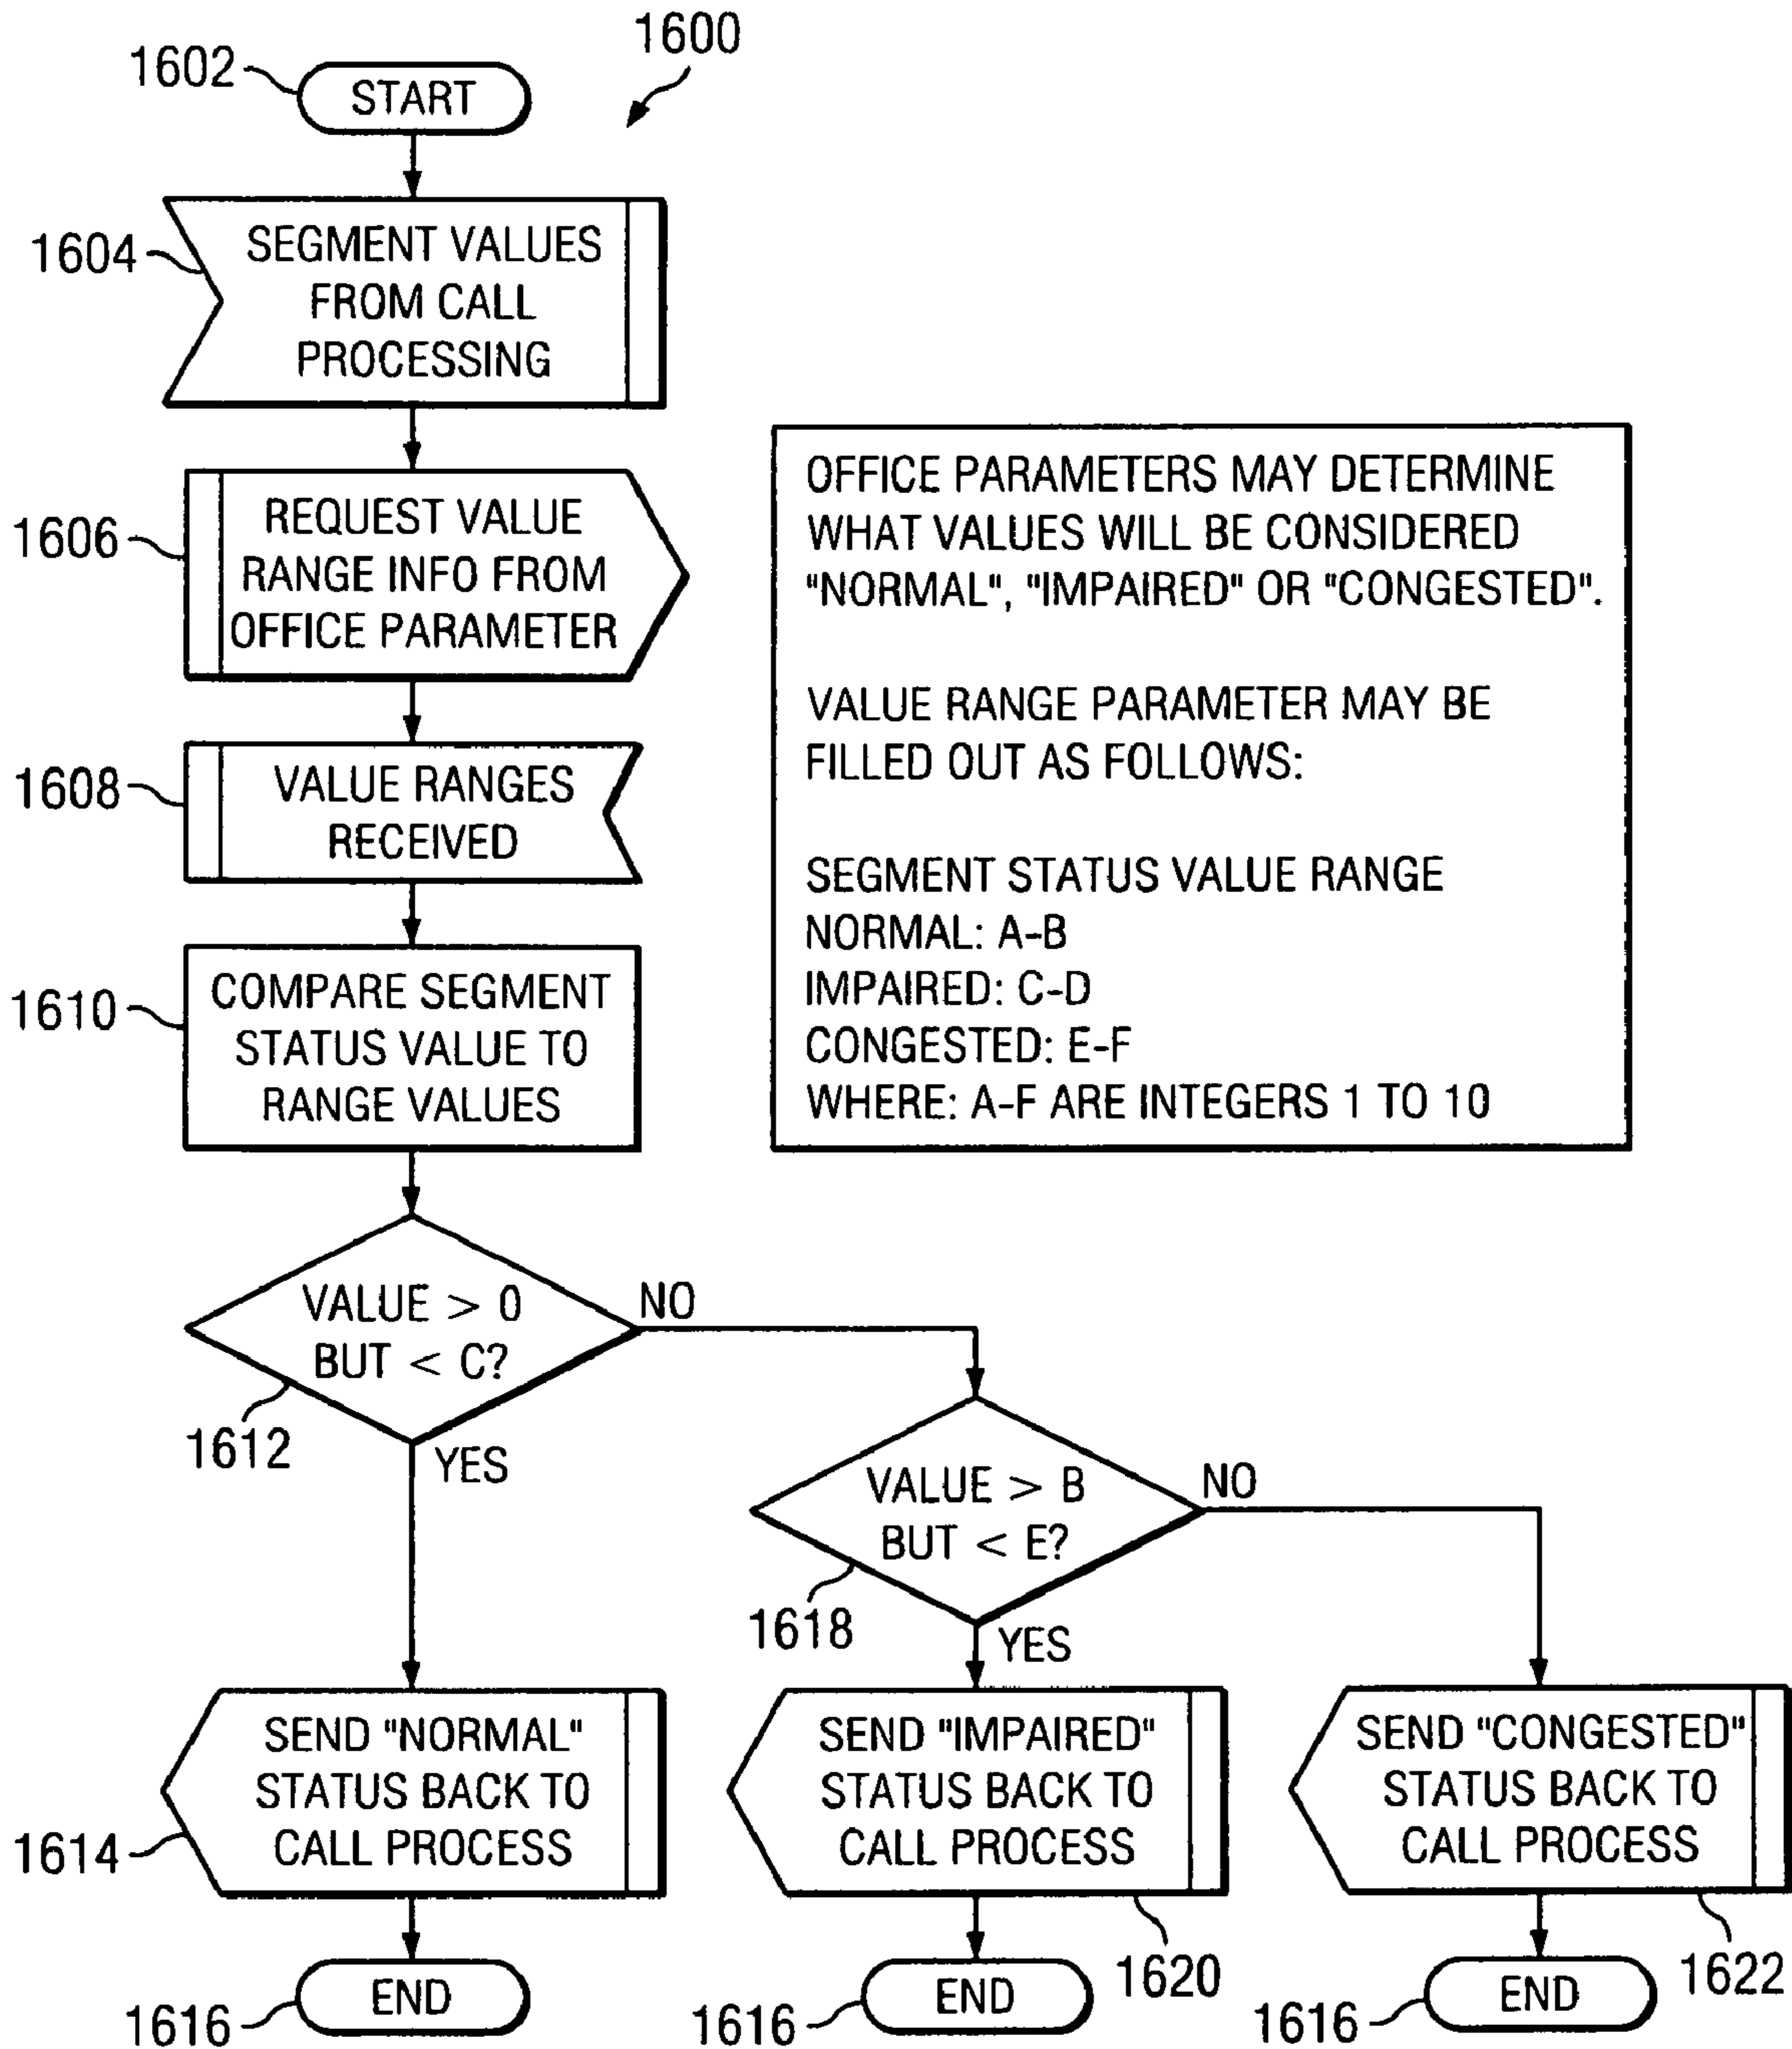 1600
1602
START
1604
SEGMENT VALUES
FROM CALL
PROCESSING
1606
REQUEST VALUE
RANGE INFO FROM
OFFICE PARAMETER
1608
VALUE RANGES
RECEIVED
1610
COMPARE SEGMENT
STATUS VALUE TO
RANGE VALUES
OFFICE PARAMETERS MAY DETERMINE
WHAT VALUES WILL BE CONSIDERED
"NORMAL", "IMPAIRED" OR "CONGESTED".
VALUE RANGE PARAMETER MAY BE
FILLED OUT AS FOLLOWS:
SEGMENT STATUS VALUE RANGE
NORMAL: A-B
IMPAIRED: C-D
CONGESTED: E-F
WHERE: A-F ARE INTEGERS 1 TO 10
VALUE > 0
BUT < C?
NO
1612
YES
VALUE > B
BUT < E?
NO
1618
YES
SEND "NORMAL"
STATUS BACK TO
CALL PROCESS
1614
SEND "IMPAIRED"
STATUS BACK TO
CALL PROCESS
1620
SEND "CONGESTED"
STATUS BACK TO
CALL PROCESS
1622
END
1616
END
1616
END
1616